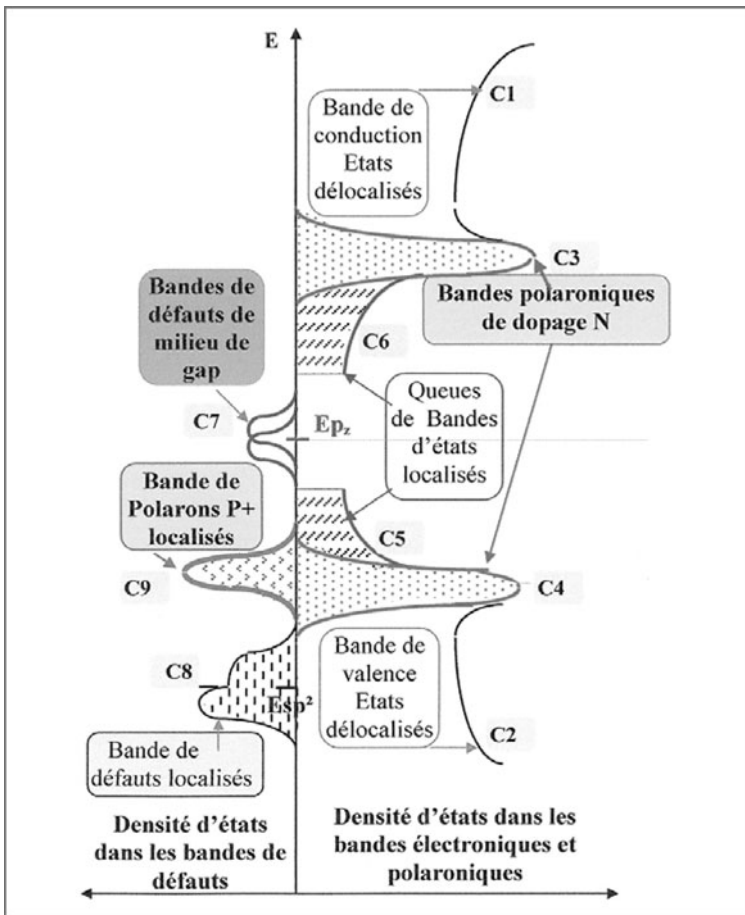 E
C1
Bande de
conduction
Etats
délocalisés
C3
Bandes de
défauts de
milieu de
gap
Bandes polaroniques
de dopage N
C6
C7
Ep_z
Queues
de Bandes
d'états
localisés
Bande de
Polarons P+
localisés
C5
C9
C4
C8
Esp²
Bande de
valence
Etats
délocalisés
C2
Bande de
défauts localisés
Densité d'états
dans les bandes de
défauts
Densité d'états dans les
bandes électroniques et
polaroniques